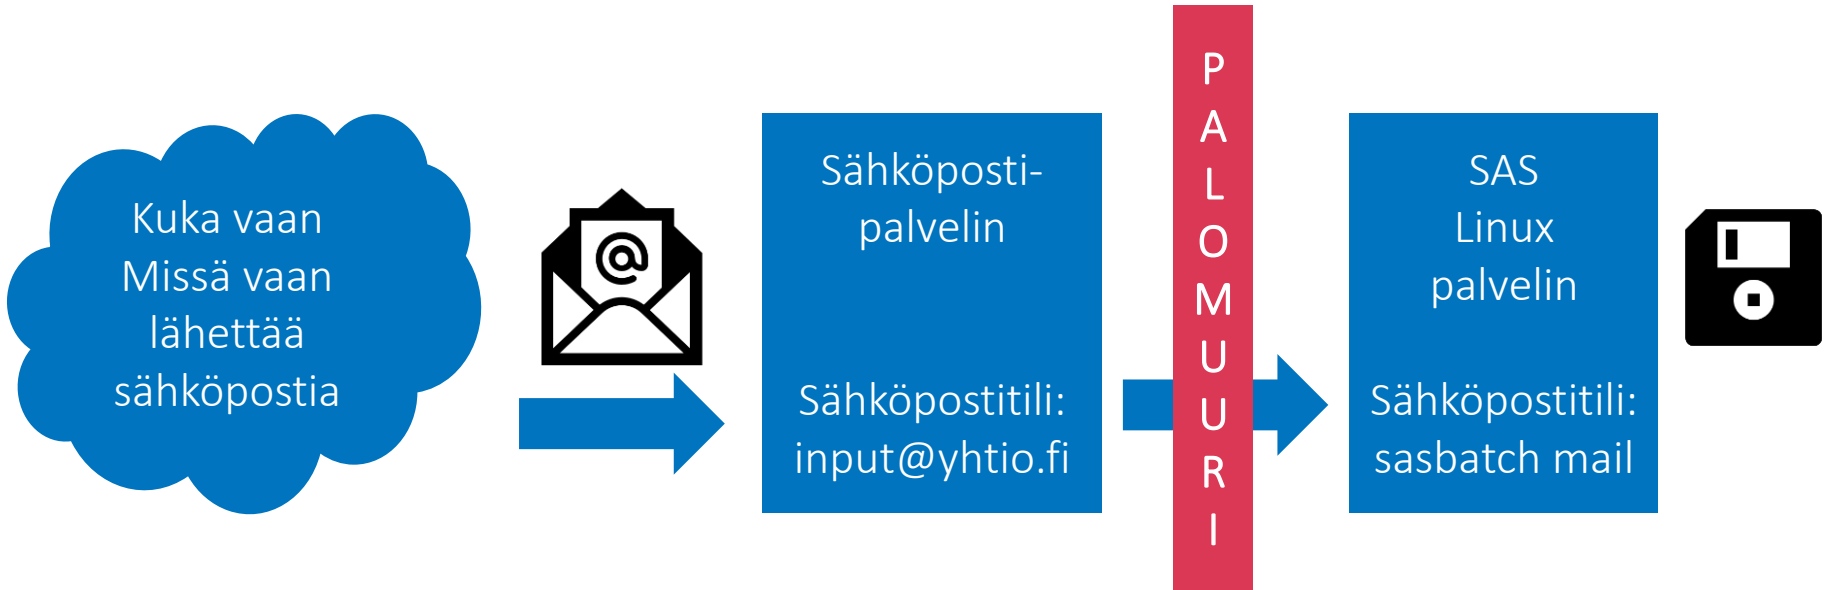 Kuka vaan
Missä vaan
lähettää
sähköpostia
@
Sähköposti-
palvelin
Sähköpostitili:
input@yhtio.fi
P
A
L
O
M
U
U
R
I
SAS
Linux
palvelin
Sähköpostitili:
sasbatch mail